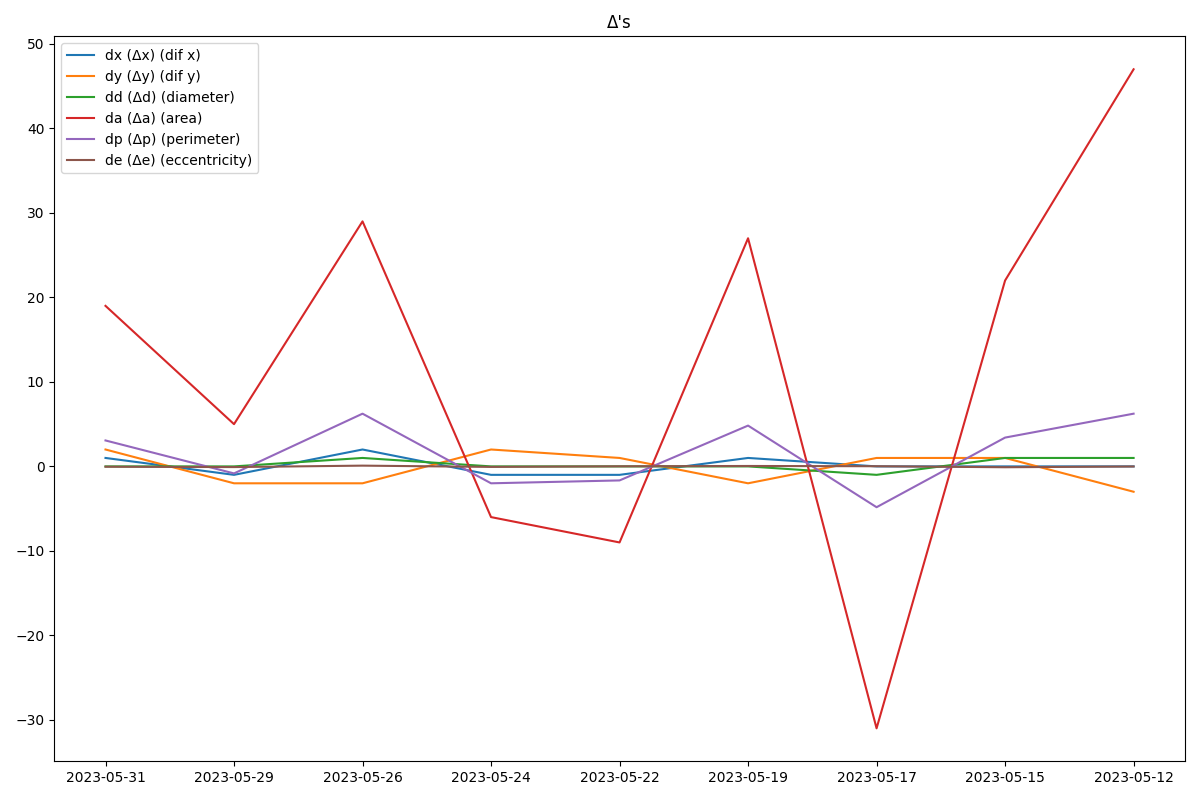 Δ's
dx (Δx) (dif x)
dy (Δy) (dif y)
dd (Δd) (diameter)
da (Δa) (area)
dp (Δp) (perimeter)
de (Δe) (eccentricity)
50
40
30
20
10
0
−10
−20
−30
2023-05-31 2023-05-29 2023-05-26 2023-05-24 2023-05-22 2023-05-19 2023-05-17 2023-05-15 2023-05-12